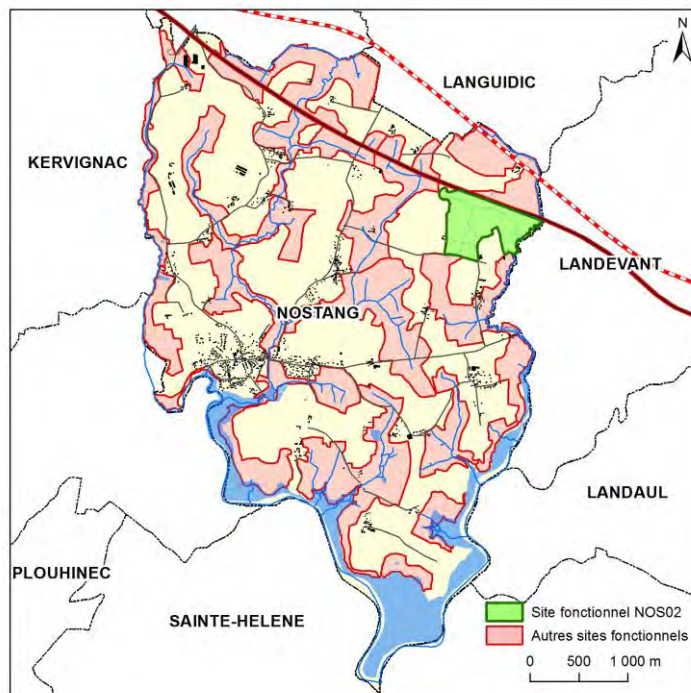 N
LANGUIDIC
KERVIGNAC
LANDEVANT
NOSTANG
LANDAUL
PLOUHINEC
SAINTE-HELENE
Site fonctionnel NOS02
Autres sites fonctionnels
0 500 1 000 m